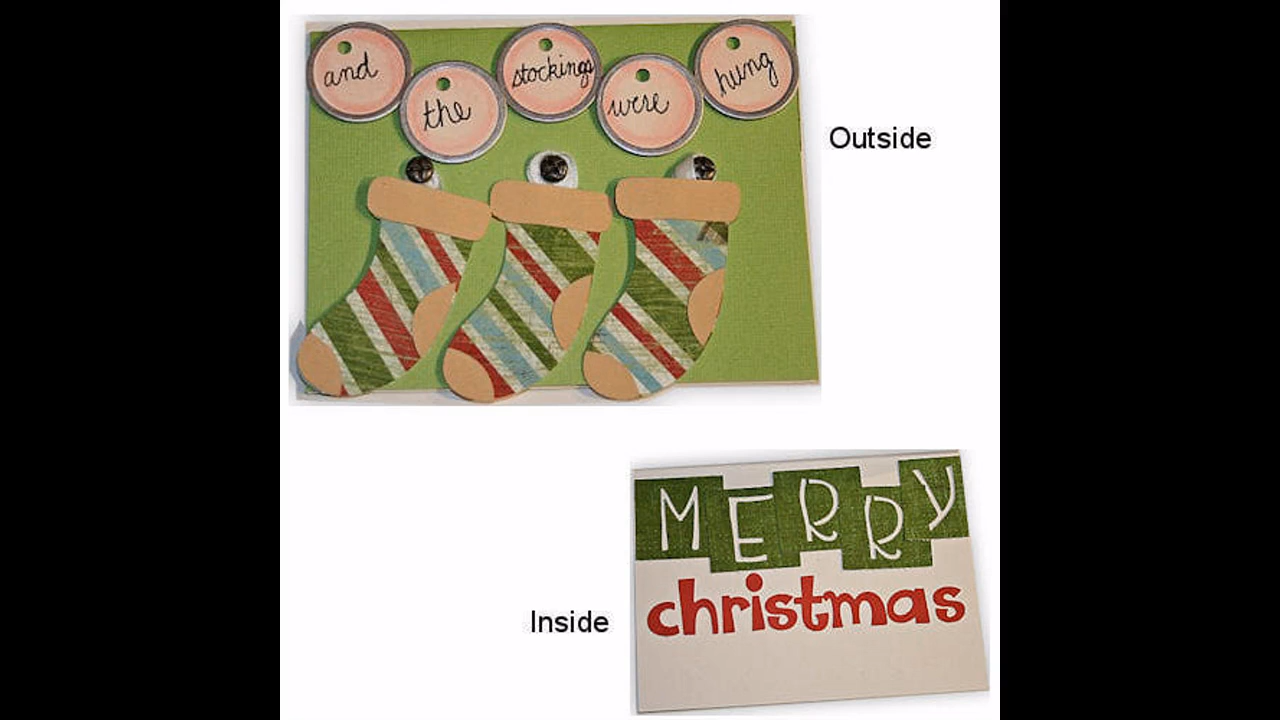 and the stockings were hung
Outside
MERRY
christmas
Inside